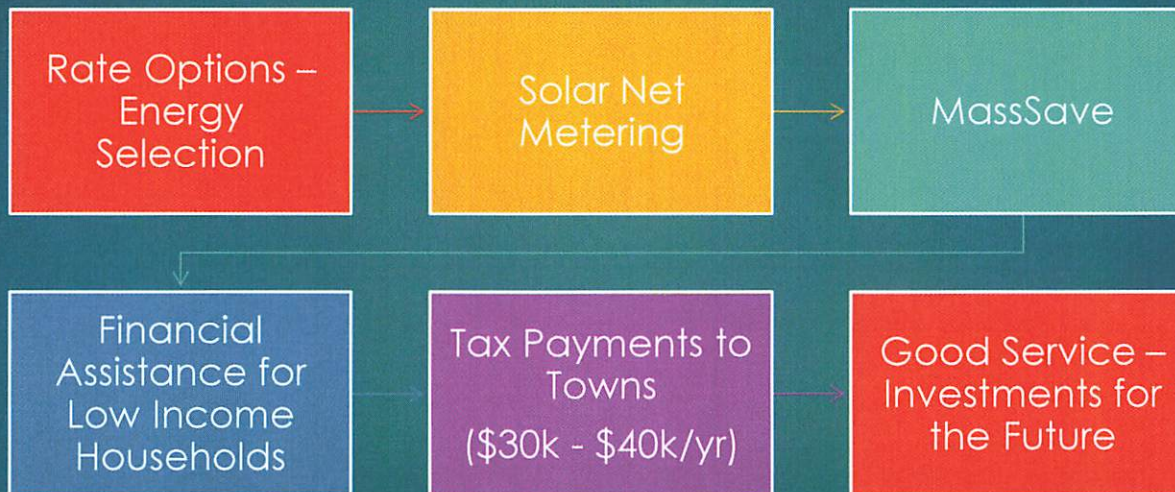 Rate Options –
Energy
Selection
Solar Net
Metering
MassSave
Financial
Assistance for
Low Income
Households
Tax Payments to
Towns
($30k - $40k/yr)
Good Service –
Investments for
the Future